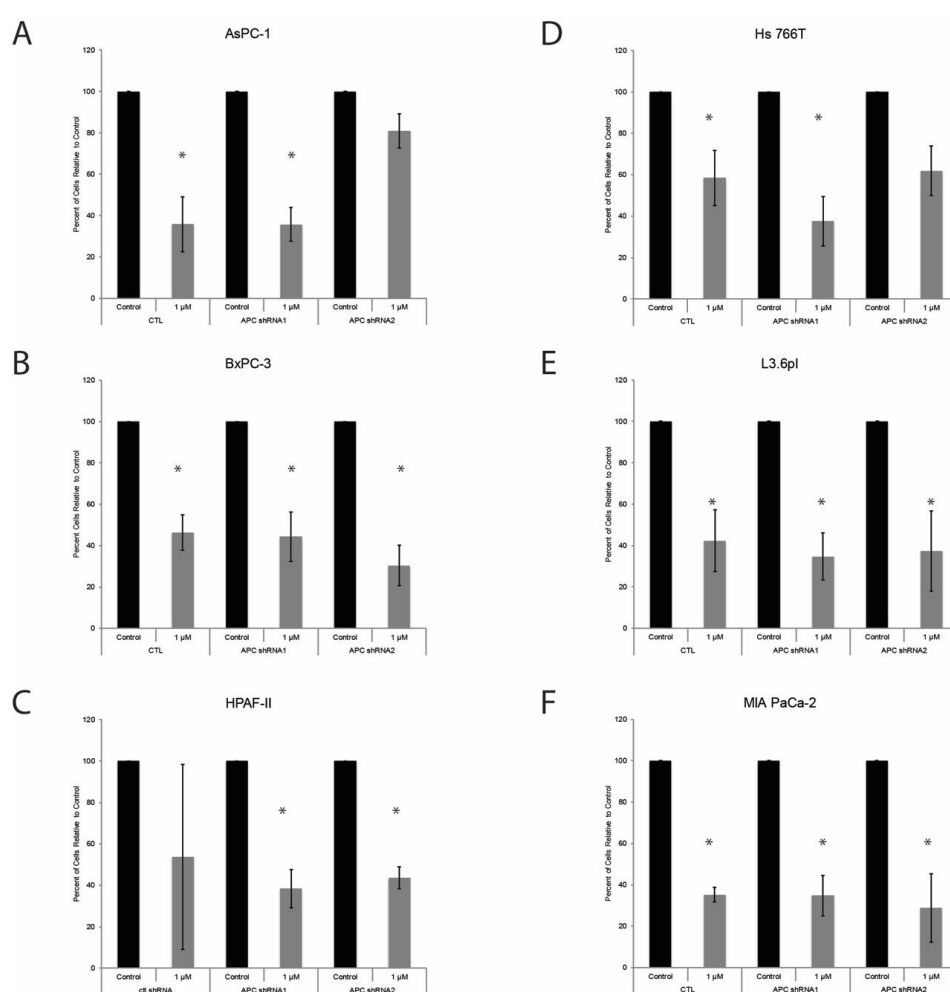 A
AsPC-1
Percent of Cells Relative to Control
120
100
80
60
40
20
0
* *
Control 1 µM Control 1 µM Control 1 µM
CTL APC shRNA1 APC shRNA2
D
Hs 766T
Percent of Cells Relative to Control
120
100
80
60
40
20
0
* *
Control 1 µM Control 1 µM Control 1 µM
CTL APC shRNA1 APC shRNA2
B
BxPC-3
Percent Cells Relative to Control
120
100
80
60
40
20
0
* * *
Control 1 µM Control 1 µM Control 1 µM
CTL APC shRNA1 APC shRNA2
E
L3.6pl
Percent of Cells Relative to Control
120
100
80
60
40
20
0
* * *
Control 1 µM Control 1 µM Control 1 µM
CTL APC shRNA1 APC shRNA2
C
HPAF-II
Percent of Cells Relative to Control
120
100
80
60
40
20
0
* *
Control 1 µM Control 1 µM Control 1 µM
ctl shRNA APC shRNA1 APC shRNA2
F
MIA PaCa-2
Percent of Cells Relative to Control
120
100
80
60
40
20
0
* * *
Control 1 µM Control 1 µM Control 1 µM
CTL APC shRNA1 APC shRNA2